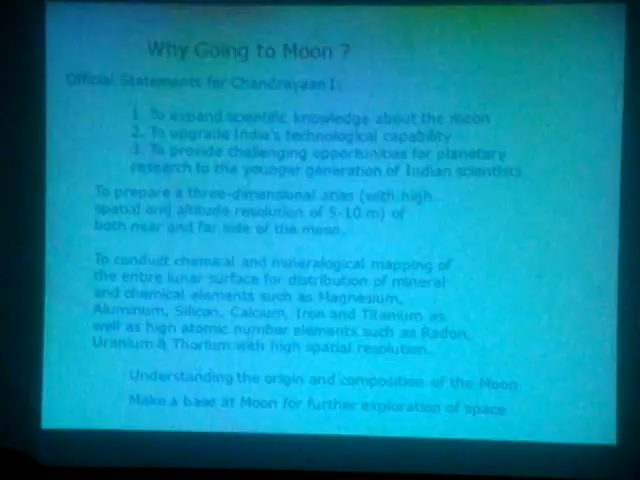 Why Going to Moon ?
Official Statements for Chandrayaan I:
1. To expand scientific knowledge about the moon
2. To upgrade India's technological capability
3. To provide challenging opportunities for planetary
research to the younger generation of Indian scientists
To prepare a three-dimensional atlas (with high
spatial and altitude resolution of 5-10 m) of
both near and far side of the moon.
To conduct chemical and mineralogical mapping of
the entire lunar surface for distribution of mineral
and chemical elements such as Magnesium,
Aluminum, Silicon, Calcium, Iron and Titanium as
well as high atomic number elements such as Radon,
Uranium & Thorium with high spatial resolution.
Understanding the origin and composition of the Moon
Make a base at Moon for further exploration of space